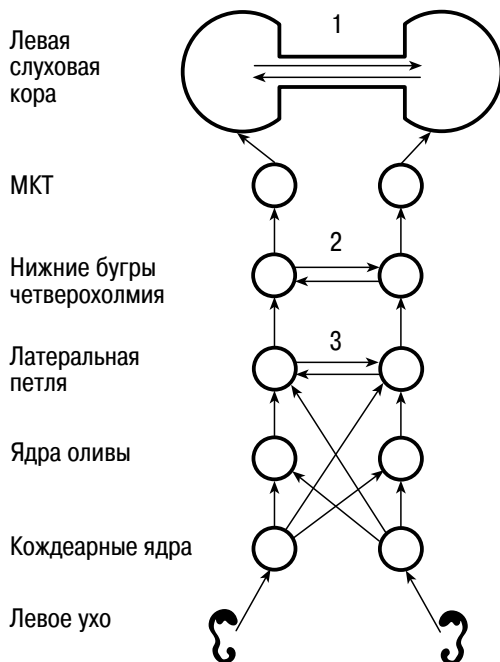 1
Левая
слуховая
кора
МКТ
2
Нижние бугры
четверохолмия
3
Латеральная
петля
Ядра оливы
Кождеарные ядра
Левое ухо